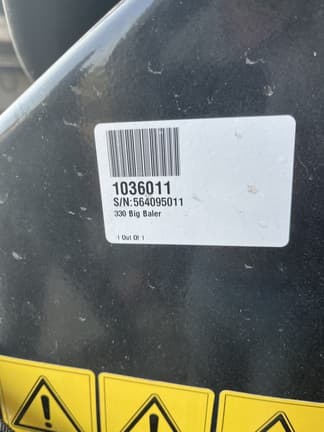 1036011
S/N:564095011
330 Big Baler
1 Out Of 1